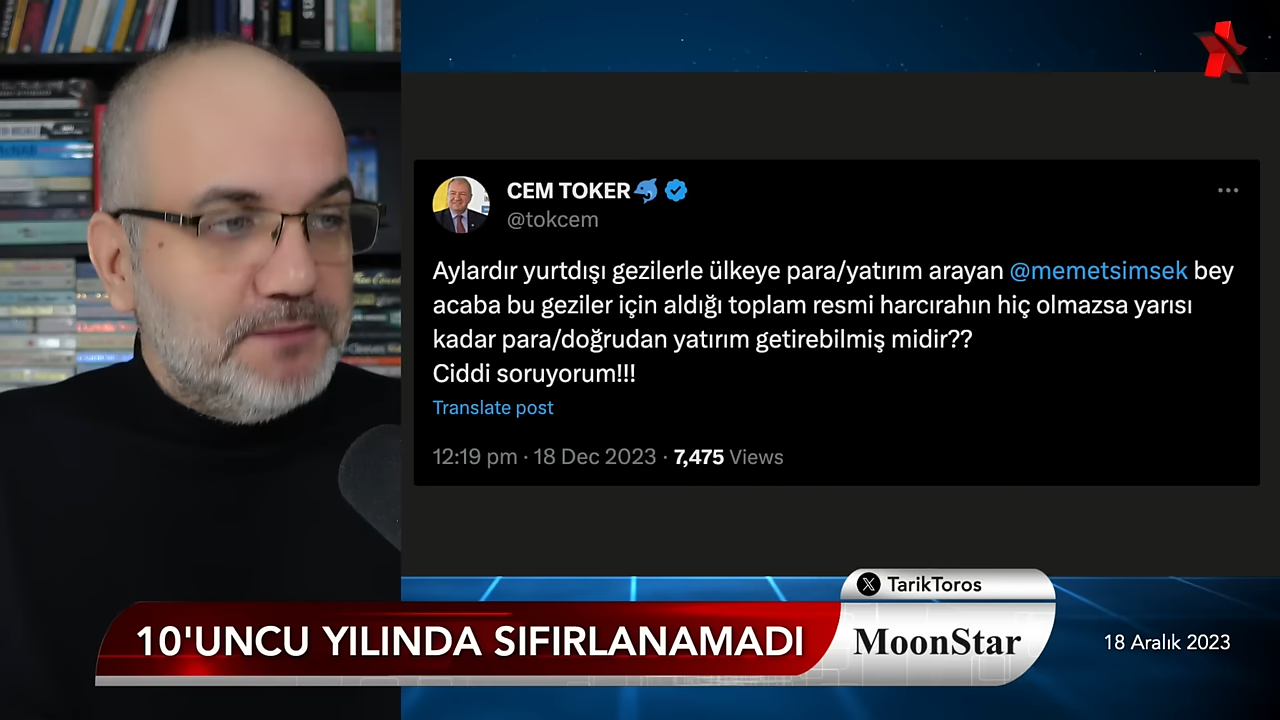 CEM TOKER🐬
@tokcem
Aylardır yurtdışı gezilerle ülkeye para/yatırım arayan @memetsimsek bey
acaba bu geziler için aldığı toplam resmi harcırahın hiç olmazsa yarısı
kadar para/doğrudan yatırım getirebilmiş midir??
Ciddi soruyorum!!!
Translate post
12:19 pm · 18 Dec 2023 · 7,475 Views
X TarikToros
10'UNCU YILINDA SIFIRLANAMADI
MoonStar
18 Aralık 2023